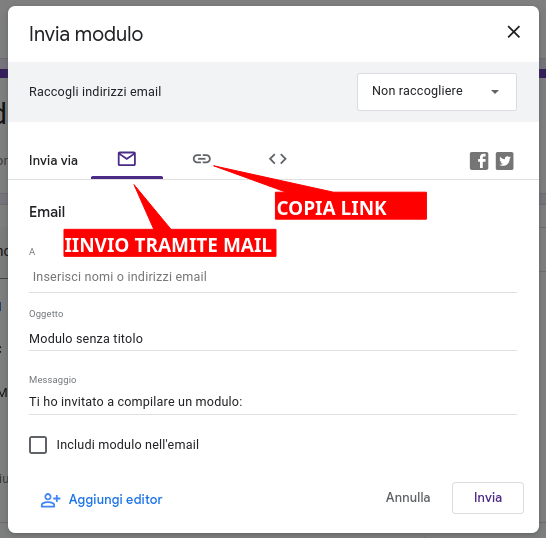 Invia modulo
Raccogli indirizzi email
Non raccogliere
Invia via
COPIA LINK
Email
IINVIO TRAMITE MAIL
A
Inserisci nomi o indirizzi email
Oggetto
Modulo senza titolo
Messaggio
Ti ho invitato a compilare un modulo:
Includi modulo nell'email
Aggiungi editor
Annulla
Invia